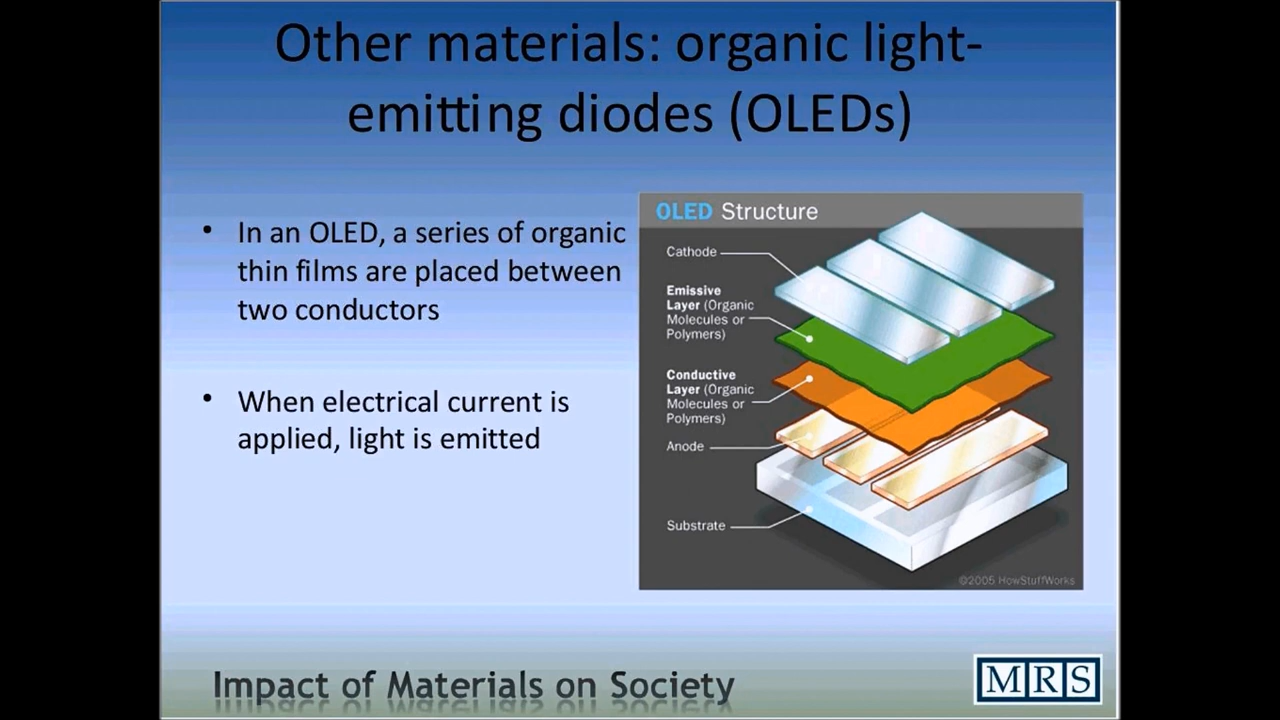 Other materials: organic light-
emitting diodes (OLEDs)
• In an OLED, a series of organic
thin films are placed between
two conductors
• When electrical current is
applied, light is emitted
OLED Structure
Cathode
Emissive
Layer (Organic
Molecules or
Polymers)
Conductive
Layer (Organic
Molecules or
Polymers)
Anode
Substrate
©2005 HowStuffWorks
Impact of Materials on Society
MRS